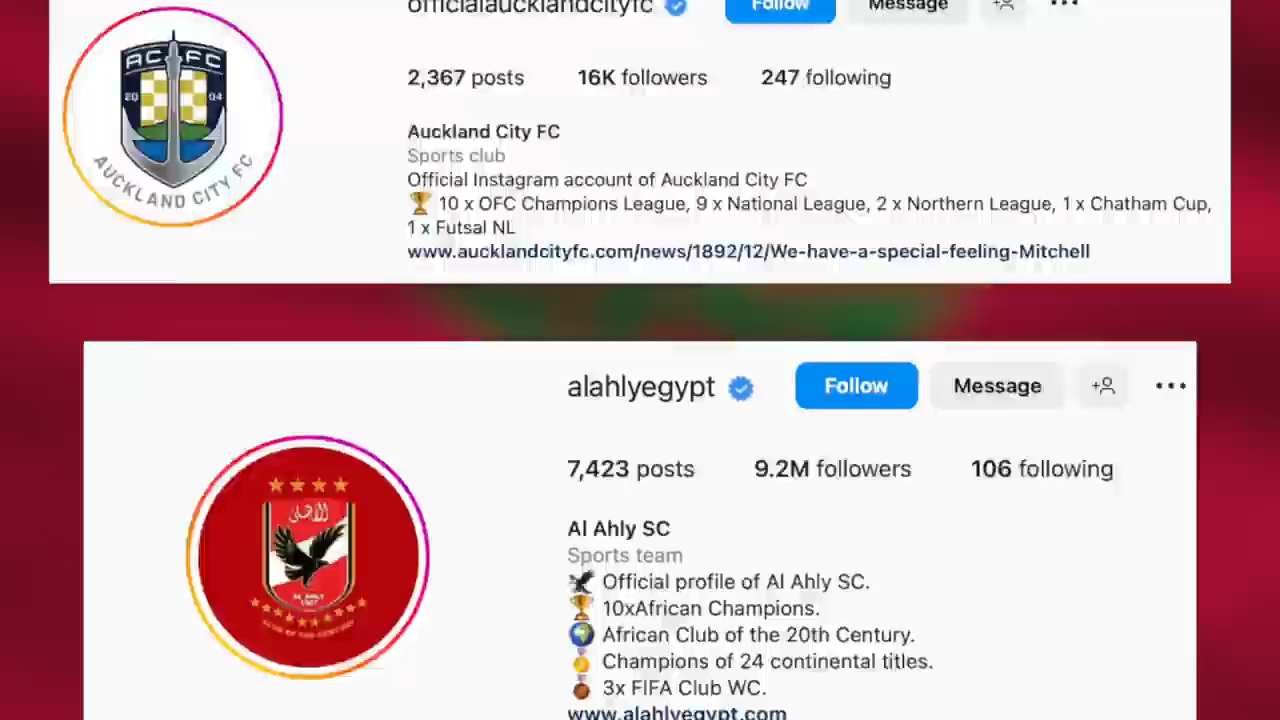 officialaucklandcityfc Follow Message
ACFC
2004
AUCKLAND CITY FC
2,367 posts 16K followers 247 following
Auckland City FC
Sports club
Official Instagram account of Auckland City FC
🏆 10 x OFC Champions League, 9 x National League, 2 x Northern League, 1 x Chatham Cup,
1 x Futsal NL
www.aucklandcityfc.com/news/1892/12/We-have-a-special-feeling-Mitchell
alahlyegypt Follow Message
7,423 posts 9.2M followers 106 following
الأهلي
Al Ahly SC
Sports team
Official profile of Al Ahly SC.
🏆 10xAfrican Champions.
🌍 African Club of the 20th Century.
🏅 Champions of 24 continental titles.
🥉 3x FIFA Club WC.
www.alahlyegypt.com